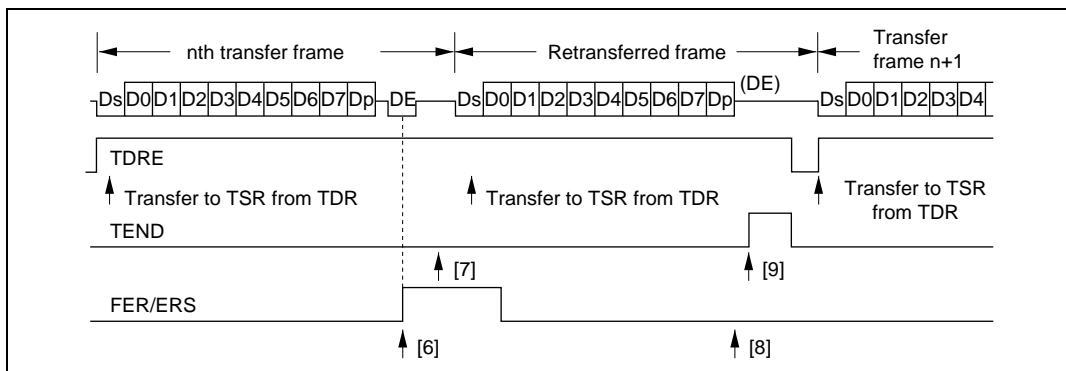 nth transfer frame
Retransferred frame
Transfer
frame n+1
Ds D0 D1 D2 D3 D4 D5 D6 D7 Dp DE
Ds D0 D1 D2 D3 D4 D5 D6 D7 Dp (DE)
Ds D0 D1 D2 D3 D4
TDRE
Transfer to TSR from TDR
Transfer to TSR from TDR
Transfer to TSR
from TDR
TEND
[7]
[9]
FER/ERS
[6]
[8]